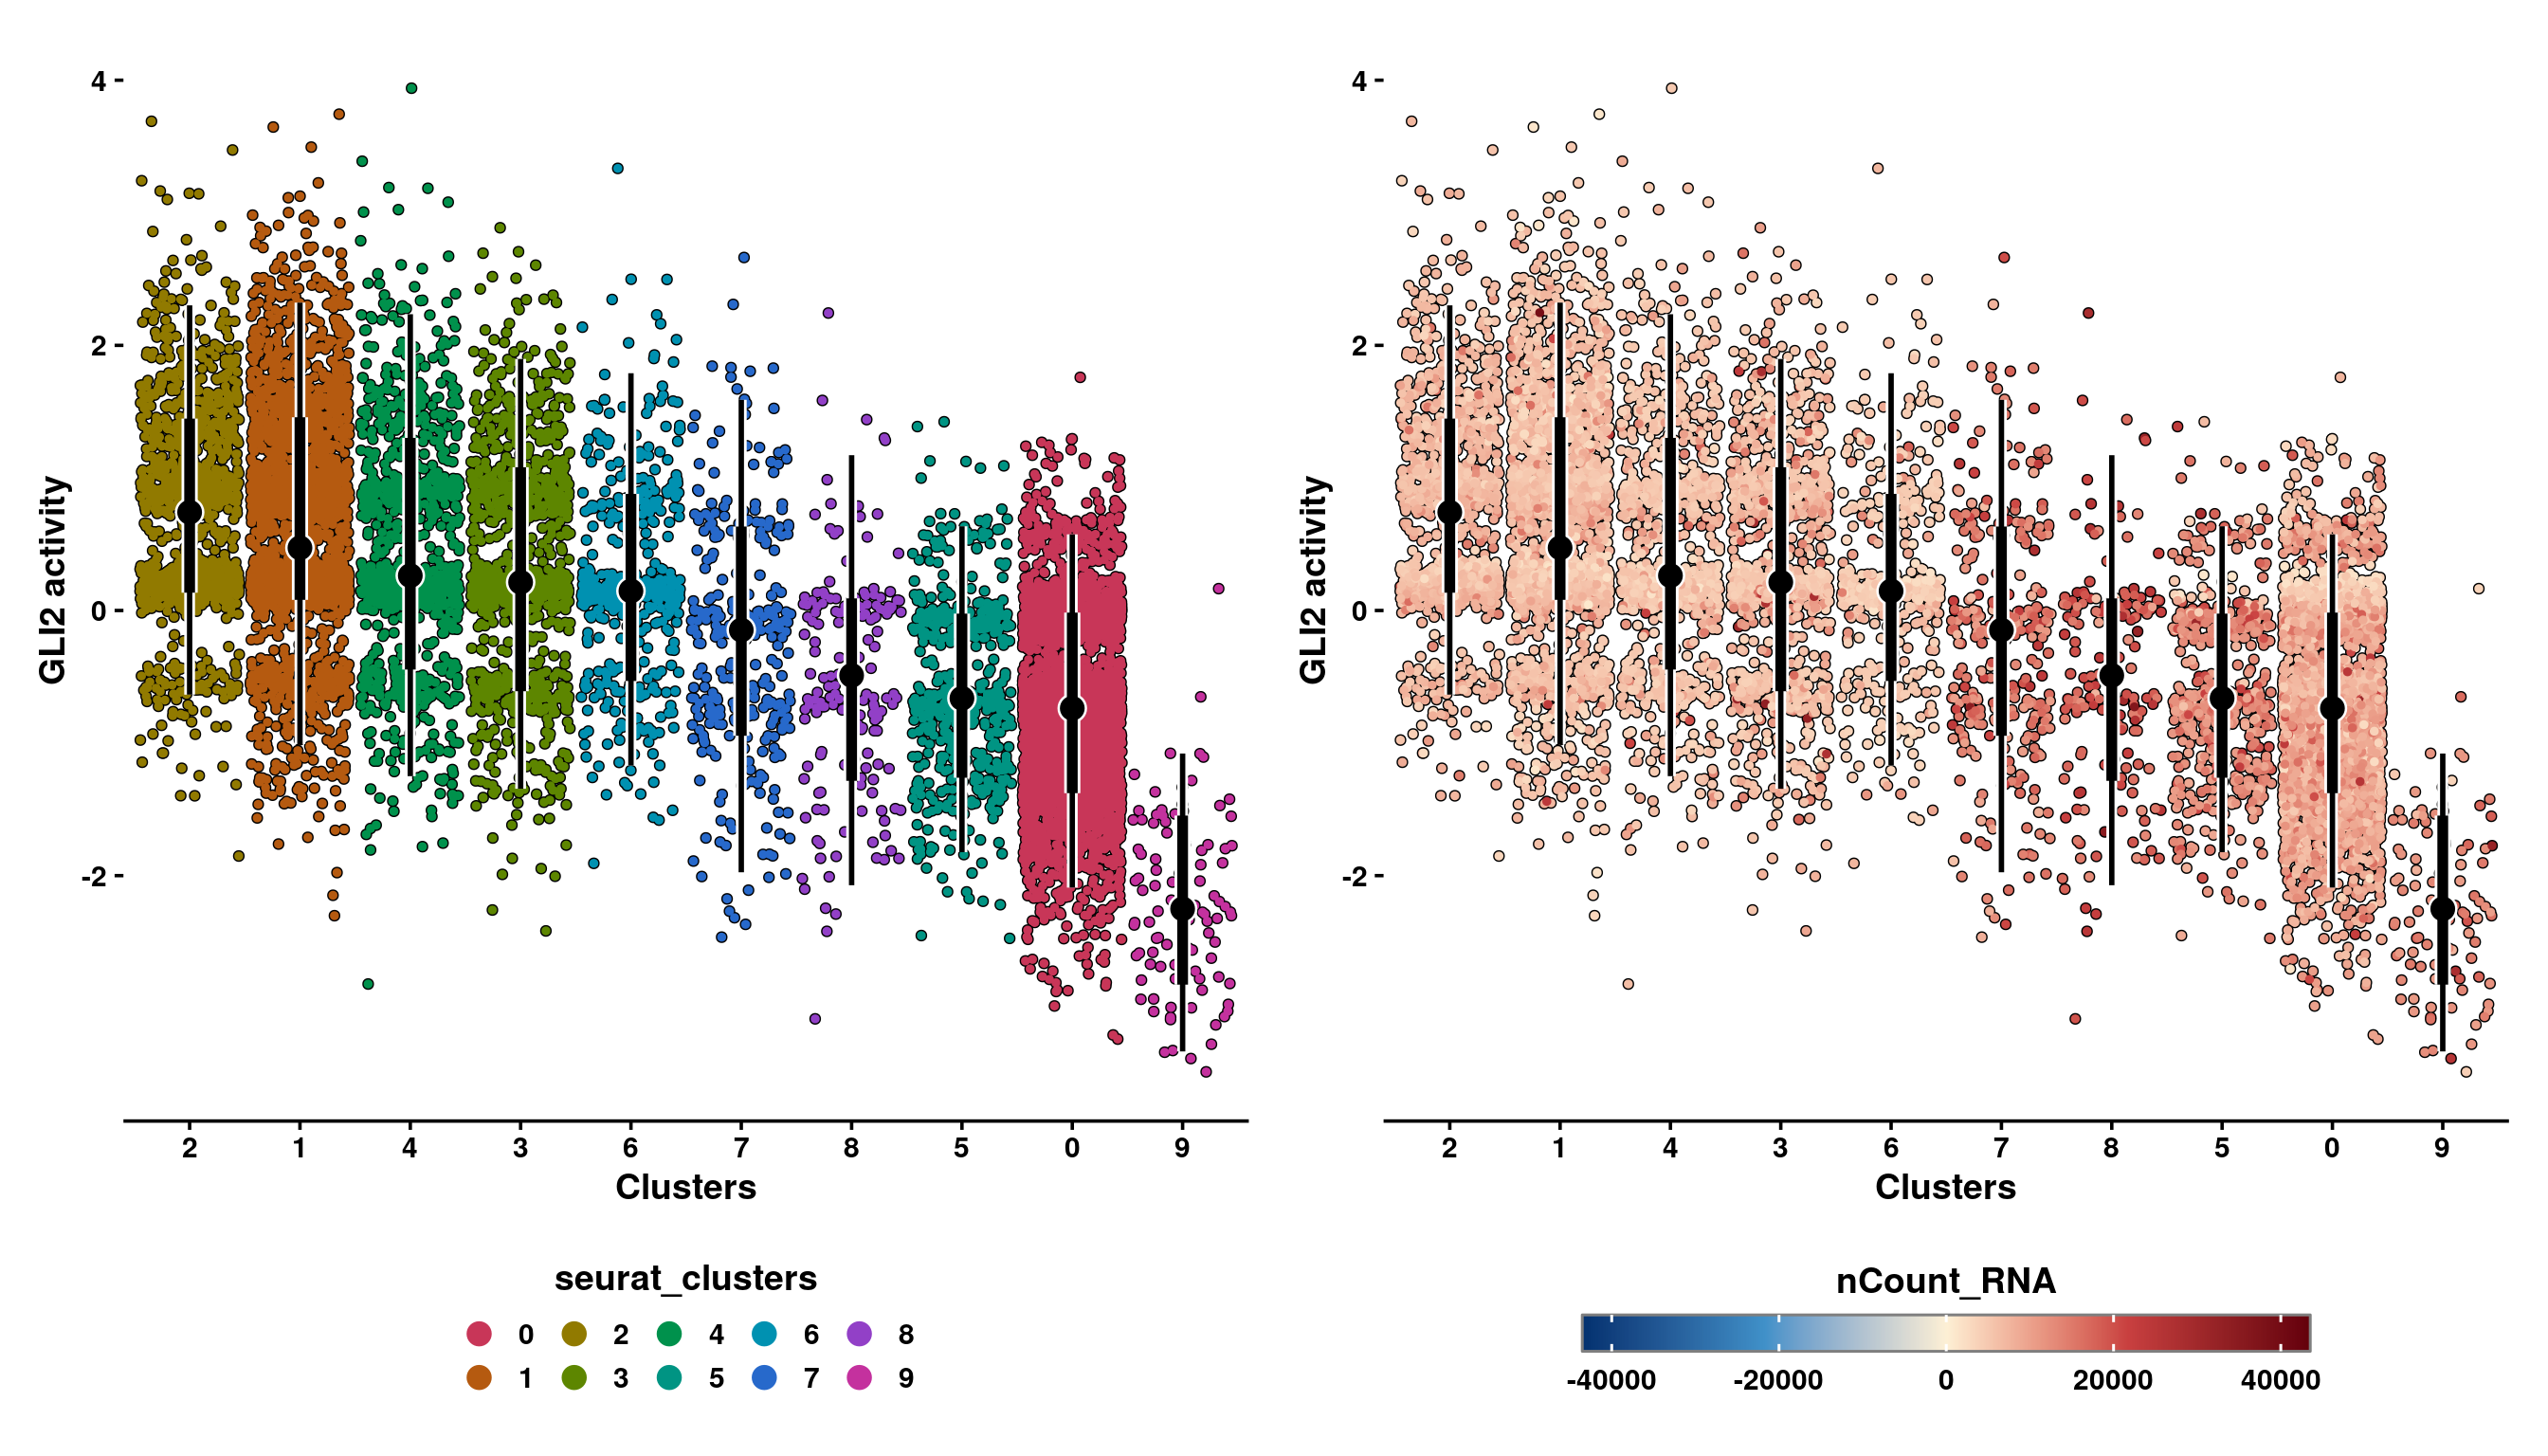 GLI2 activity
4
2
0
-2
2 1 4 3 6 7 8 5 0 9
Clusters
seurat_clusters
0 2 4 6 8
1 3 5 7 9
GLI2 activity
4
2
0
-2
2 1 4 3 6 7 8 5 0 9
Clusters
nCount_RNA
-40000 -20000 0 20000 40000